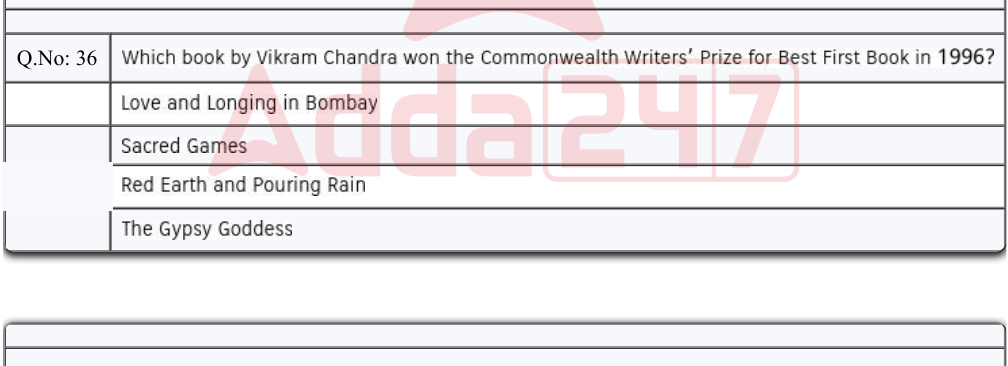 Q.No: 36 Which book by Vikram Chandra won the Commonwealth Writers’ Prize for Best First Book in 1996?
Love and Longing in Bombay
Sacred Games
Red Earth and Pouring Rain
The Gypsy Goddess
Adda247